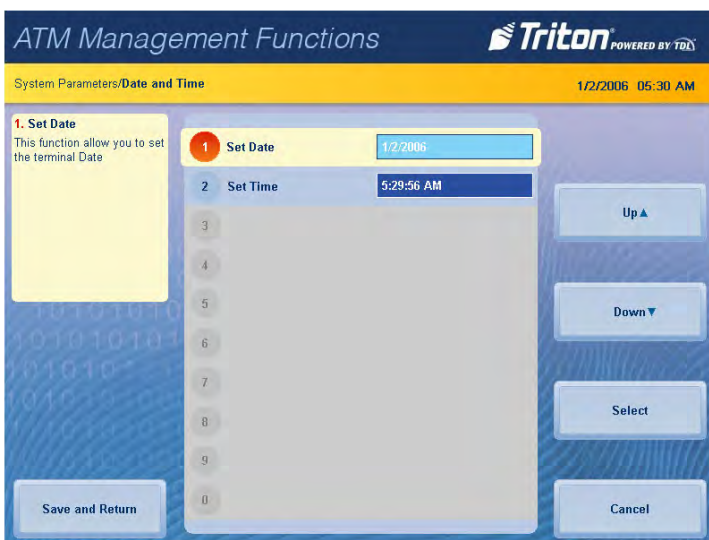 ATM Management Functions
Triton POWERED BY TDL
System Parameters/Date and Time
1/2/2006 05:30 AM
1. Set Date
This function allow you to set
the terminal Date
1 Set Date 1/2/2006
2 Set Time 5:29:56 AM
3
4
5
6
7
8
9
0
Up▲
Down▼
Select
Save and Return
Cancel